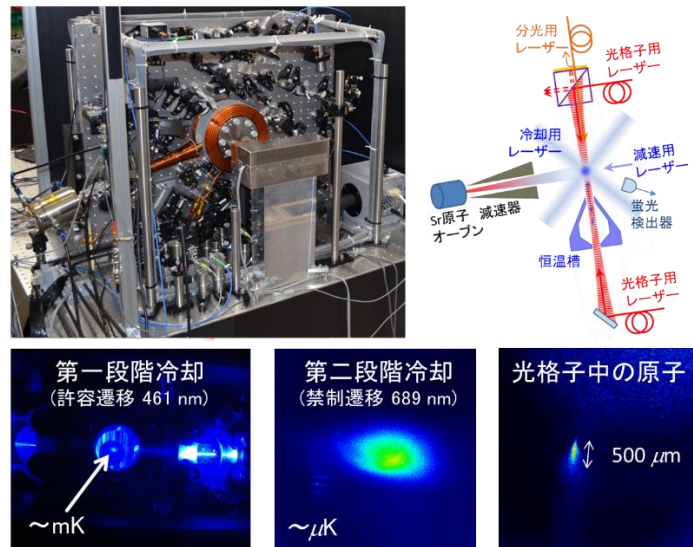 分光用
レーザー
光格子用
レーザー
冷却用
レーザー
減速用
レーザー
Sr原子
オーブン
減速器
蛍光
検出器
恒温槽
光格子用
レーザー
第一段階冷却
(許容遷移 461 nm)
～mK
第二段階冷却
(禁制遷移 689 nm)
～μK
光格子中の原子
500 μm